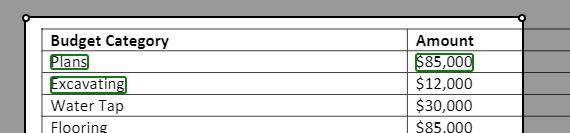 Budget Category Amount
Plans $85,000
Excavating $12,000
Water Tap $30,000
Flooring $85,000